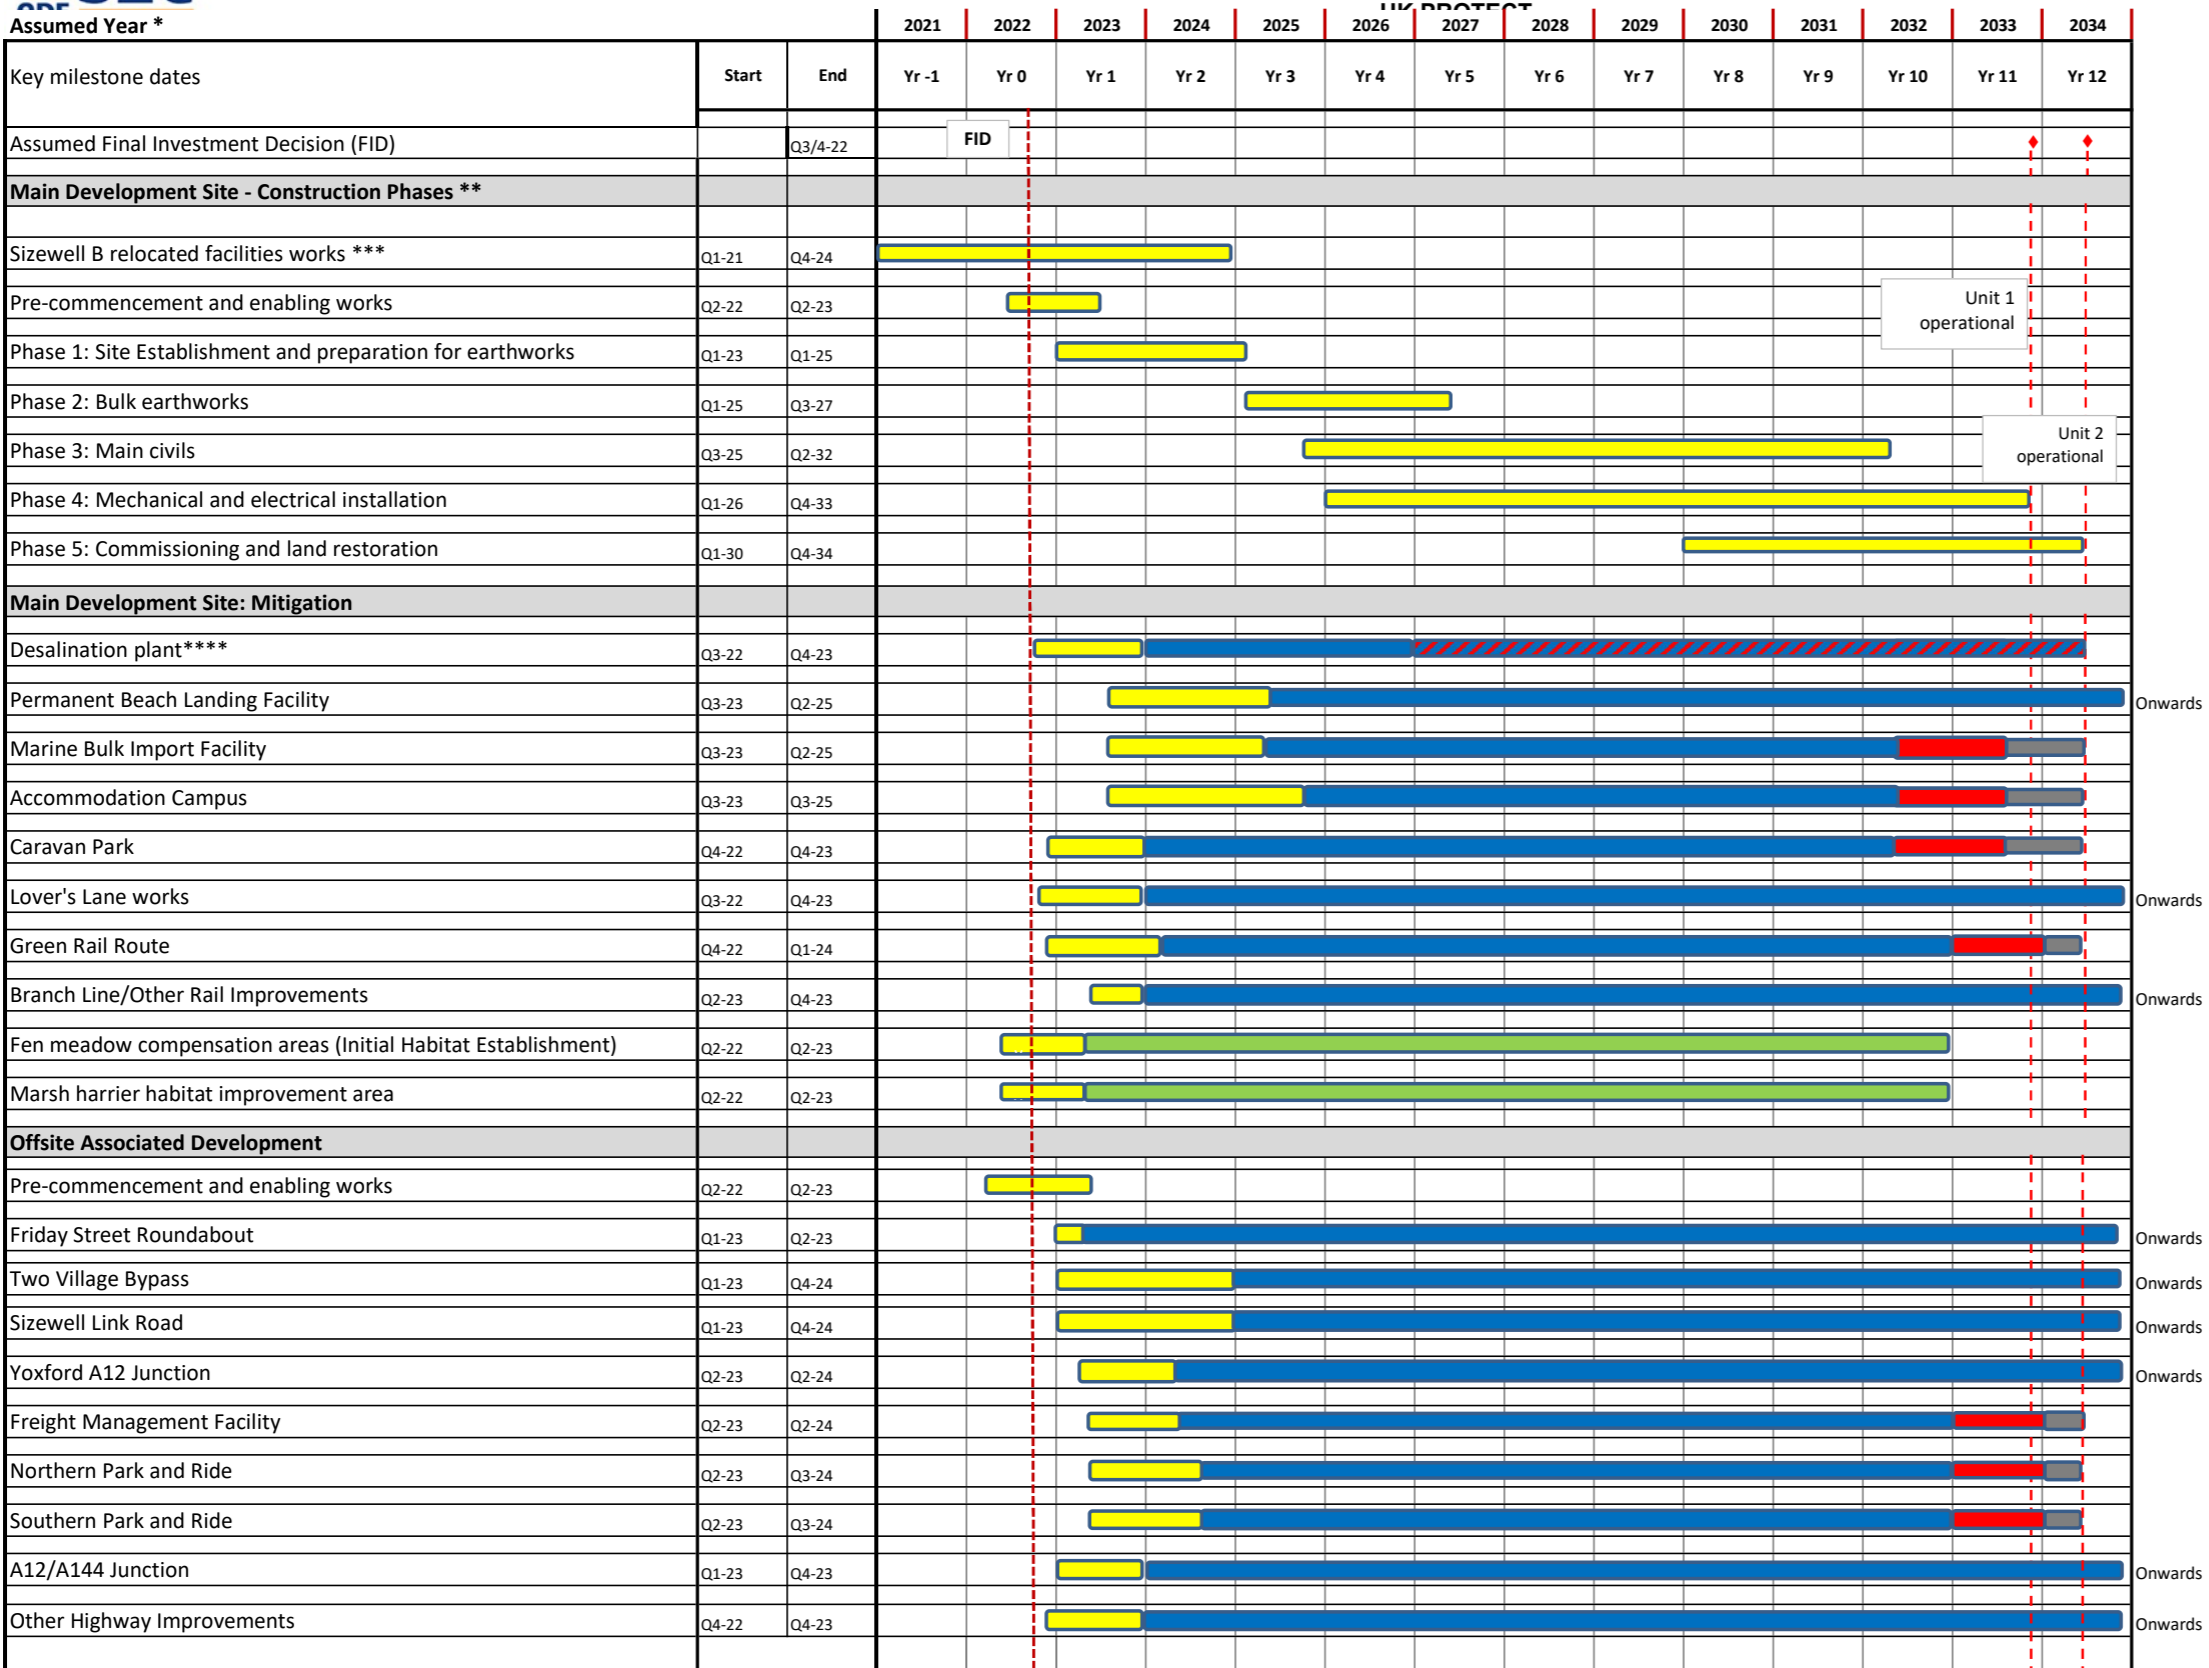 UK PROTECT
Assumed Year * 2021 2022 2023 2024 2025 2026 2027 2028 2029 2030 2031 2032 2033 2034
Key milestone dates Start End Yr -1 Yr 0 Yr 1 Yr 2 Yr 3 Yr 4 Yr 5 Yr 6 Yr 7 Yr 8 Yr 9 Yr 10 Yr 11 Yr 12
Assumed Final Investment Decision (FID) Q3/4-22 FID
Main Development Site - Construction Phases **
Sizewell B relocated facilities works *** Q1-21 Q4-24
Pre-commencement and enabling works Q2-22 Q2-23
Unit 1
operational
Phase 1: Site Establishment and preparation for earthworks Q1-23 Q1-25
Phase 2: Bulk earthworks Q1-25 Q3-27
Phase 3: Main civils Q3-25 Q2-32
Unit 2
operational
Phase 4: Mechanical and electrical installation Q1-26 Q4-33
Phase 5: Commissioning and land restoration Q1-30 Q4-34
Main Development Site: Mitigation
Desalination plant**** Q3-22 Q4-23
Permanent Beach Landing Facility Q3-23 Q2-25 Onwards
Marine Bulk Import Facility Q3-23 Q2-25
Accommodation Campus Q3-23 Q3-25
Caravan Park Q4-22 Q4-23
Lover's Lane works Q3-22 Q4-23 Onwards
Green Rail Route Q4-22 Q1-24
Branch Line/Other Rail Improvements Q2-23 Q4-23 Onwards
Fen meadow compensation areas (Initial Habitat Establishment) Q2-22 Q2-23
Marsh harrier habitat improvement area Q2-22 Q2-23
Offsite Associated Development
Pre-commencement and enabling works Q2-22 Q2-23
Friday Street Roundabout Q1-23 Q2-23 Onwards
Two Village Bypass Q1-23 Q4-24 Onwards
Sizewell Link Road Q1-23 Q4-24 Onwards
Yoxford A12 Junction Q2-23 Q2-24 Onwards
Freight Management Facility Q2-23 Q2-24
Northern Park and Ride Q2-23 Q3-24
Southern Park and Ride Q2-23 Q3-24
A12/A144 Junction Q1-23 Q4-23 Onwards
Other Highway Improvements Q4-22 Q4-23 Onwards